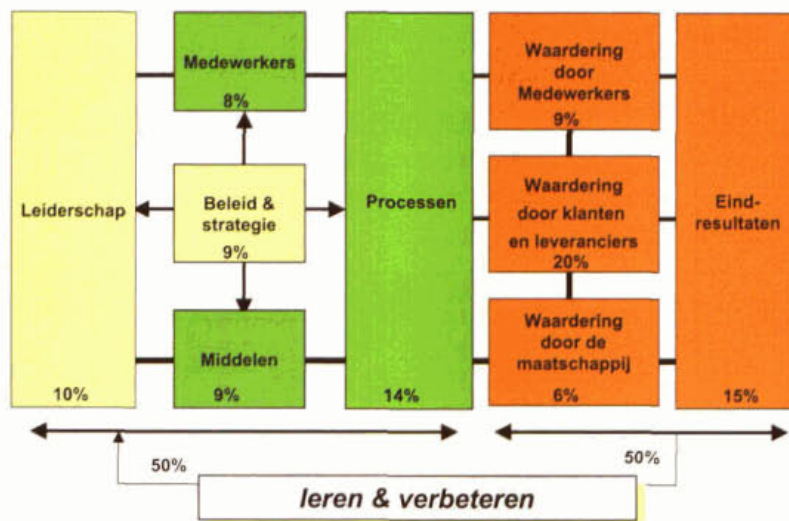 Leiderschap
10%
Medewerkers
8%
Beleid &
strategie
9%
Middelen
9%
Processen
14%
Waardering
door
Medewerkers
9%
Waardering
door klanten
en leveranciers
20%
Waardering
door de
maatschappij
6%
Eind-
resultaten
15%
50%
50%
leren & verbeteren